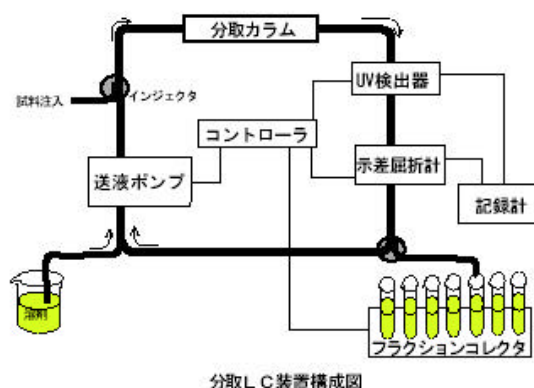 分取カラム
UV検出器
試料注入
インジェクタ
コントローラ
送液ポンプ
示差屈折計
記録計
溶剤
フラクションコレクタ
分取LC装置構成図